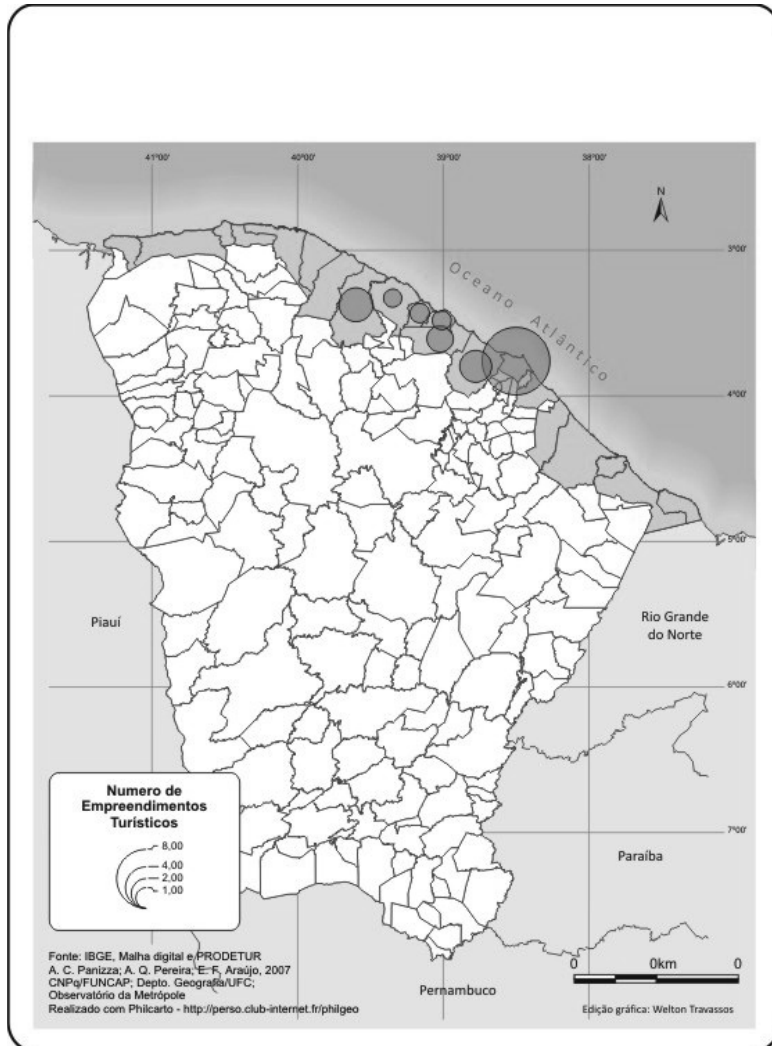 41°00' 40°00' 39°00' 38°00'
N
3°00'
Oceano Atlântico
4°00'
5°00'
Piauí
Rio Grande
do Norte
6°00'
7°00'
Paraíba
Numero de
Empreendimentos
Turísticos
8,00
4,00
2,00
1,00
Fonte: IBGE, Malha digital e PRODETUR
A. C. Panizza; A. Q. Pereira; E. F. Araújo, 2007
CNPq/FUNCAP; Depto. Geografia/UFC;
Observatório da Metrópole
Realizado com Philcarto - http://perso.club-internet.fr/philgeo
Pernambuco
0 0km 0
Edição gráfica: Welton Travassos